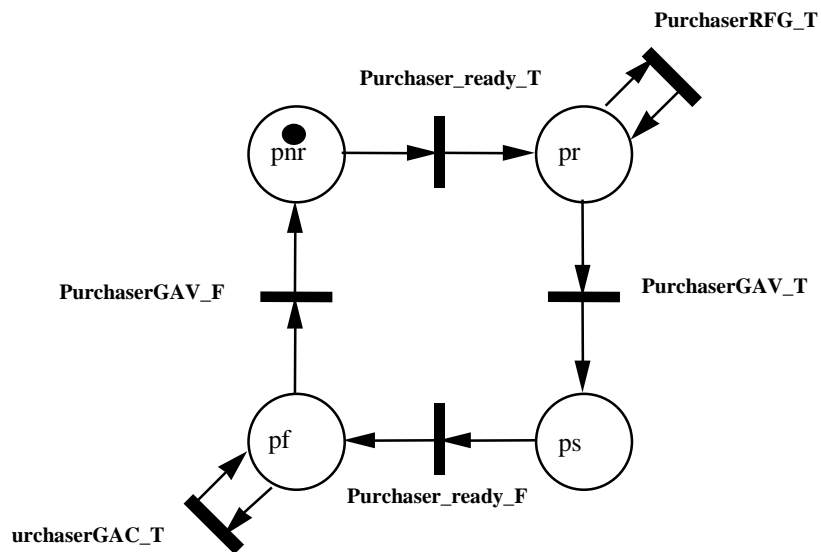 PurchaserRFG_T
Purchaser_ready_T
pnr
pr
PurchaserGAV_F
PurchaserGAV_T
pf
ps
Purchaser_ready_F
urchaserGAC_T